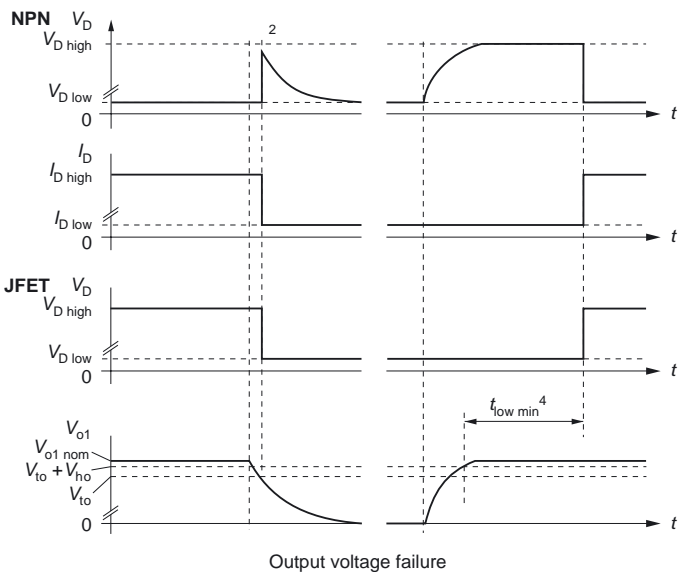 NPN V_D
V_D high
2
V_D low
0
t
I_D
I_D high
I_D low
0
t
JFET V_D
V_D high
V_D low
0
t
t_low min^4
V_o1
V_o1 nom
V_to + V_ho
V_to
0
t
Output voltage failure